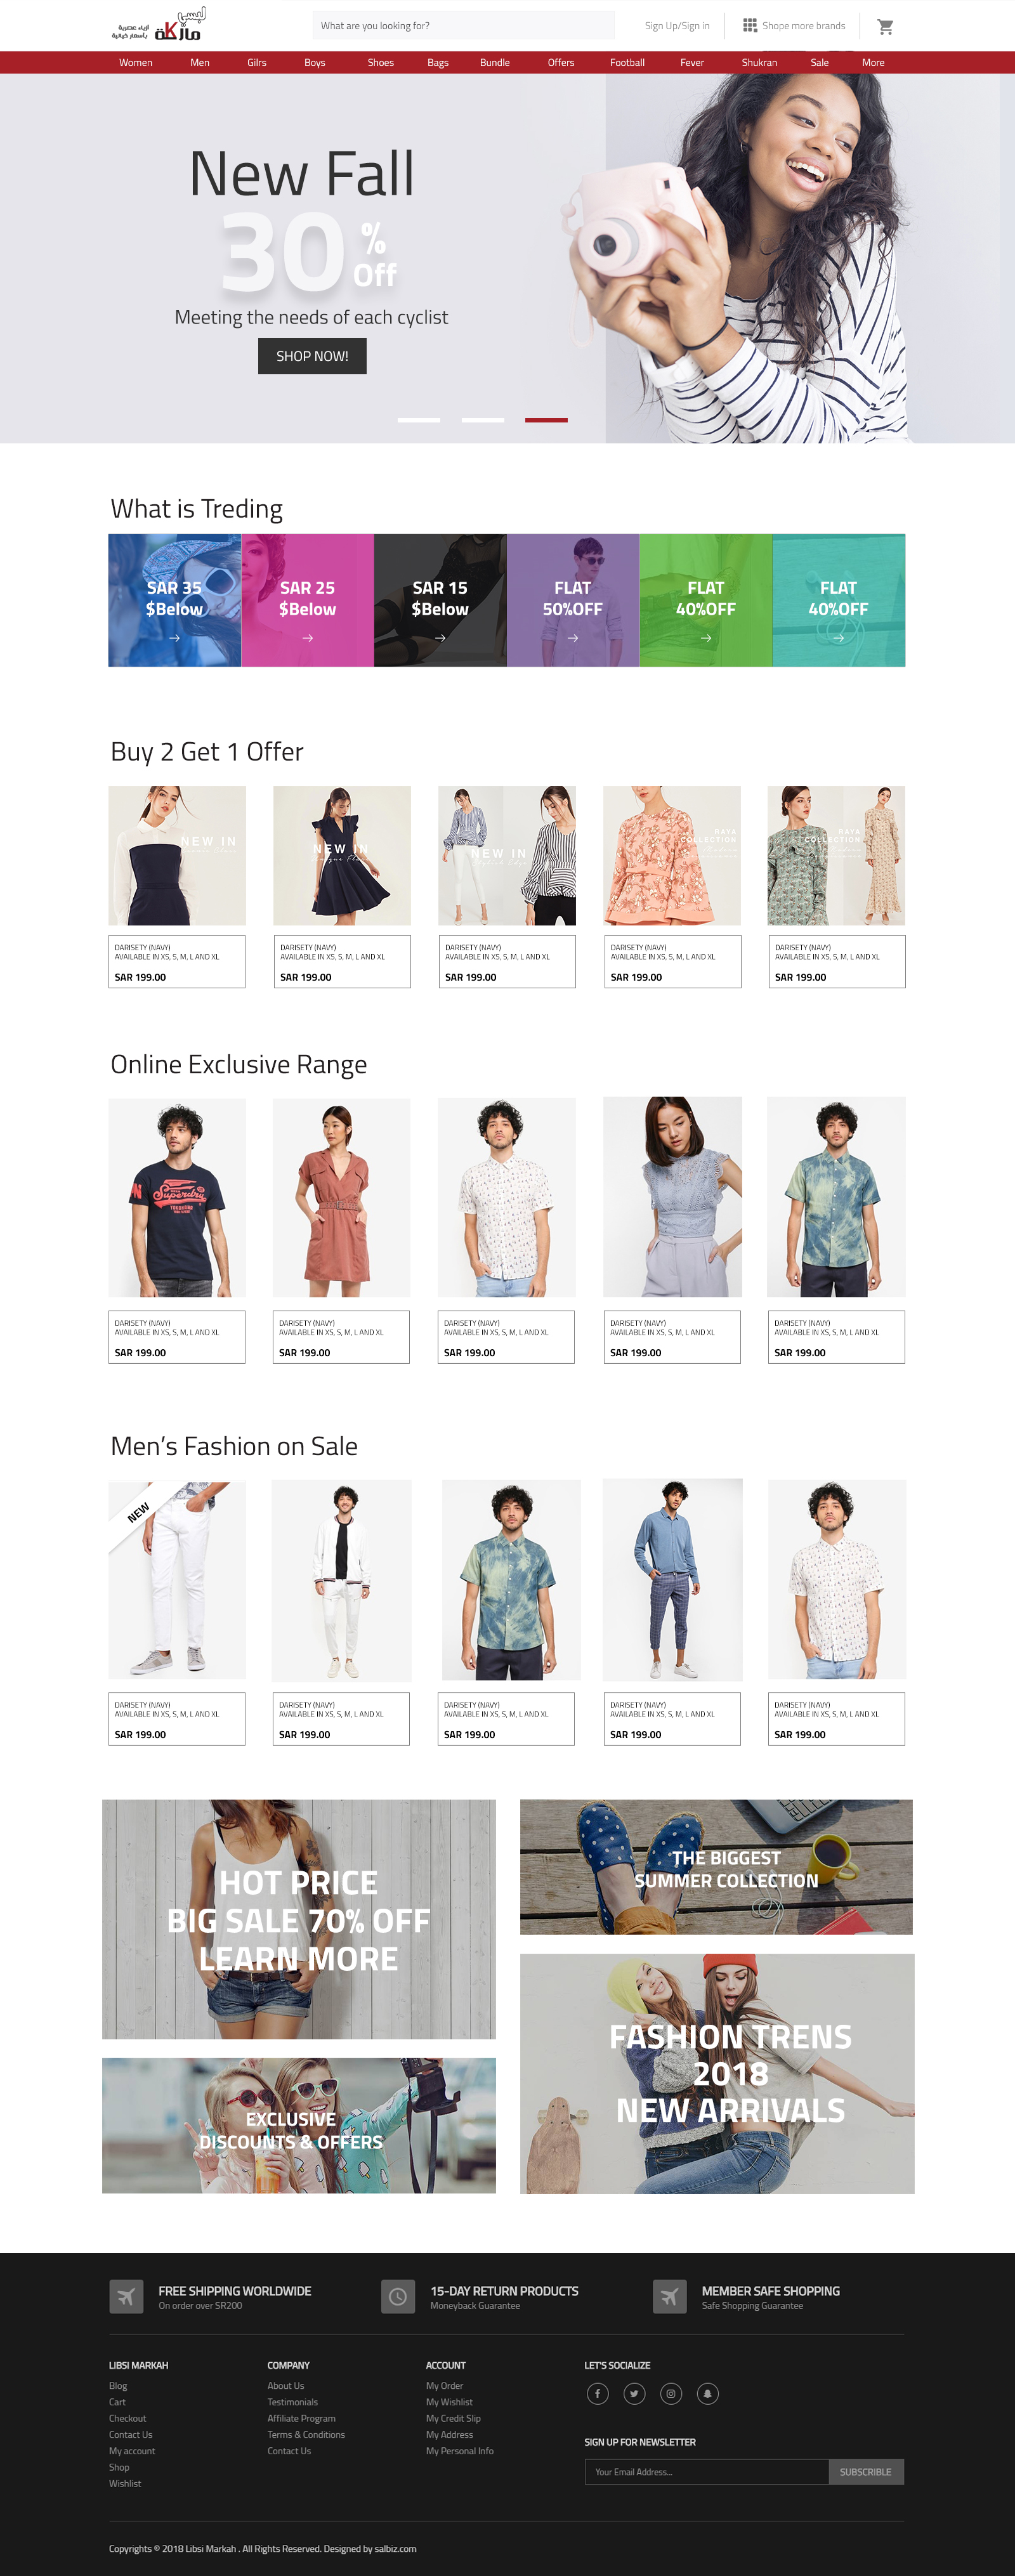 لبس ماركة
أزياء عصرية
بأسعار خيالية
What are you looking for?
Sign Up/Sign in
Shope more brands
Women Men Gilrs Boys Shoes Bags Bundle Offers Football Fever Shukran Sale More
New Fall
30 % Off
Meeting the needs of each cyclist
SHOP NOW!
What is Treding
SAR 35
$Below
SAR 25
$Below
SAR 15
$Below
FLAT
50%OFF
FLAT
40%OFF
FLAT
40%OFF
Buy 2 Get 1 Offer
NEW IN
NEW IN
NEW IN
RAYA
COLLECTION
RAYA
COLLECTION
DARISETY (NAVY)
AVAILABLE IN XS, S, M, L AND XL
SAR 199.00
DARISETY (NAVY)
AVAILABLE IN XS, S, M, L AND XL
SAR 199.00
DARISETY (NAVY)
AVAILABLE IN XS, S, M, L AND XL
SAR 199.00
DARISETY (NAVY)
AVAILABLE IN XS, S, M, L AND XL
SAR 199.00
DARISETY (NAVY)
AVAILABLE IN XS, S, M, L AND XL
SAR 199.00
Online Exclusive Range
Superdry
DARISETY (NAVY)
AVAILABLE IN XS, S, M, L AND XL
SAR 199.00
DARISETY (NAVY)
AVAILABLE IN XS, S, M, L AND XL
SAR 199.00
DARISETY (NAVY)
AVAILABLE IN XS, S, M, L AND XL
SAR 199.00
DARISETY (NAVY)
AVAILABLE IN XS, S, M, L AND XL
SAR 199.00
DARISETY (NAVY)
AVAILABLE IN XS, S, M, L AND XL
SAR 199.00
Men's Fashion on Sale
NEW
DARISETY (NAVY)
AVAILABLE IN XS, S, M, L AND XL
SAR 199.00
DARISETY (NAVY)
AVAILABLE IN XS, S, M, L AND XL
SAR 199.00
DARISETY (NAVY)
AVAILABLE IN XS, S, M, L AND XL
SAR 199.00
DARISETY (NAVY)
AVAILABLE IN XS, S, M, L AND XL
SAR 199.00
DARISETY (NAVY)
AVAILABLE IN XS, S, M, L AND XL
SAR 199.00
HOT PRICE
BIG SALE 70% OFF
LEARN MORE
THE BIGGEST
SUMMER COLLECTION
EXCLUSIVE
DISCOUNTS & OFFERS
FASHION TRENS
2018
NEW ARRIVALS
FREE SHIPPING WORLDWIDE
On order over SR200
15-DAY RETURN PRODUCTS
Moneyback Guarantee
MEMBER SAFE SHOPPING
Safe Shopping Guarantee
LIBSI MARKAH
Blog
Cart
Checkout
Contact Us
My account
Shop
Wishlist
COMPANY
About Us
Testimonials
Affiliate Program
Terms & Conditions
Contact Us
ACCOUNT
My Order
My Wishlist
My Credit Slip
My Address
My Personal Info
LET'S SOCIALIZE
SIGN UP FOR NEWSLETTER
Your Email Address...
SUBSCRIBLE
Copyrights © 2018 Libsi Markah . All Rights Reserved. Designed by salbiz.com